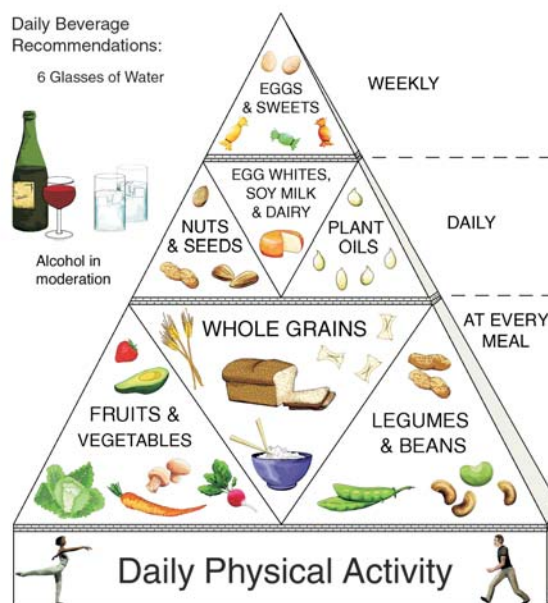 Daily Beverage
Recommendations:
6 Glasses of Water
Alcohol in
moderation
EGGS
& SWEETS
WEEKLY
EGG WHITES,
SOY MILK
& DAIRY
NUTS
& SEEDS
PLANT
OILS
DAILY
WHOLE GRAINS
AT EVERY
MEAL
FRUITS &
VEGETABLES
LEGUMES
& BEANS
Daily Physical Activity